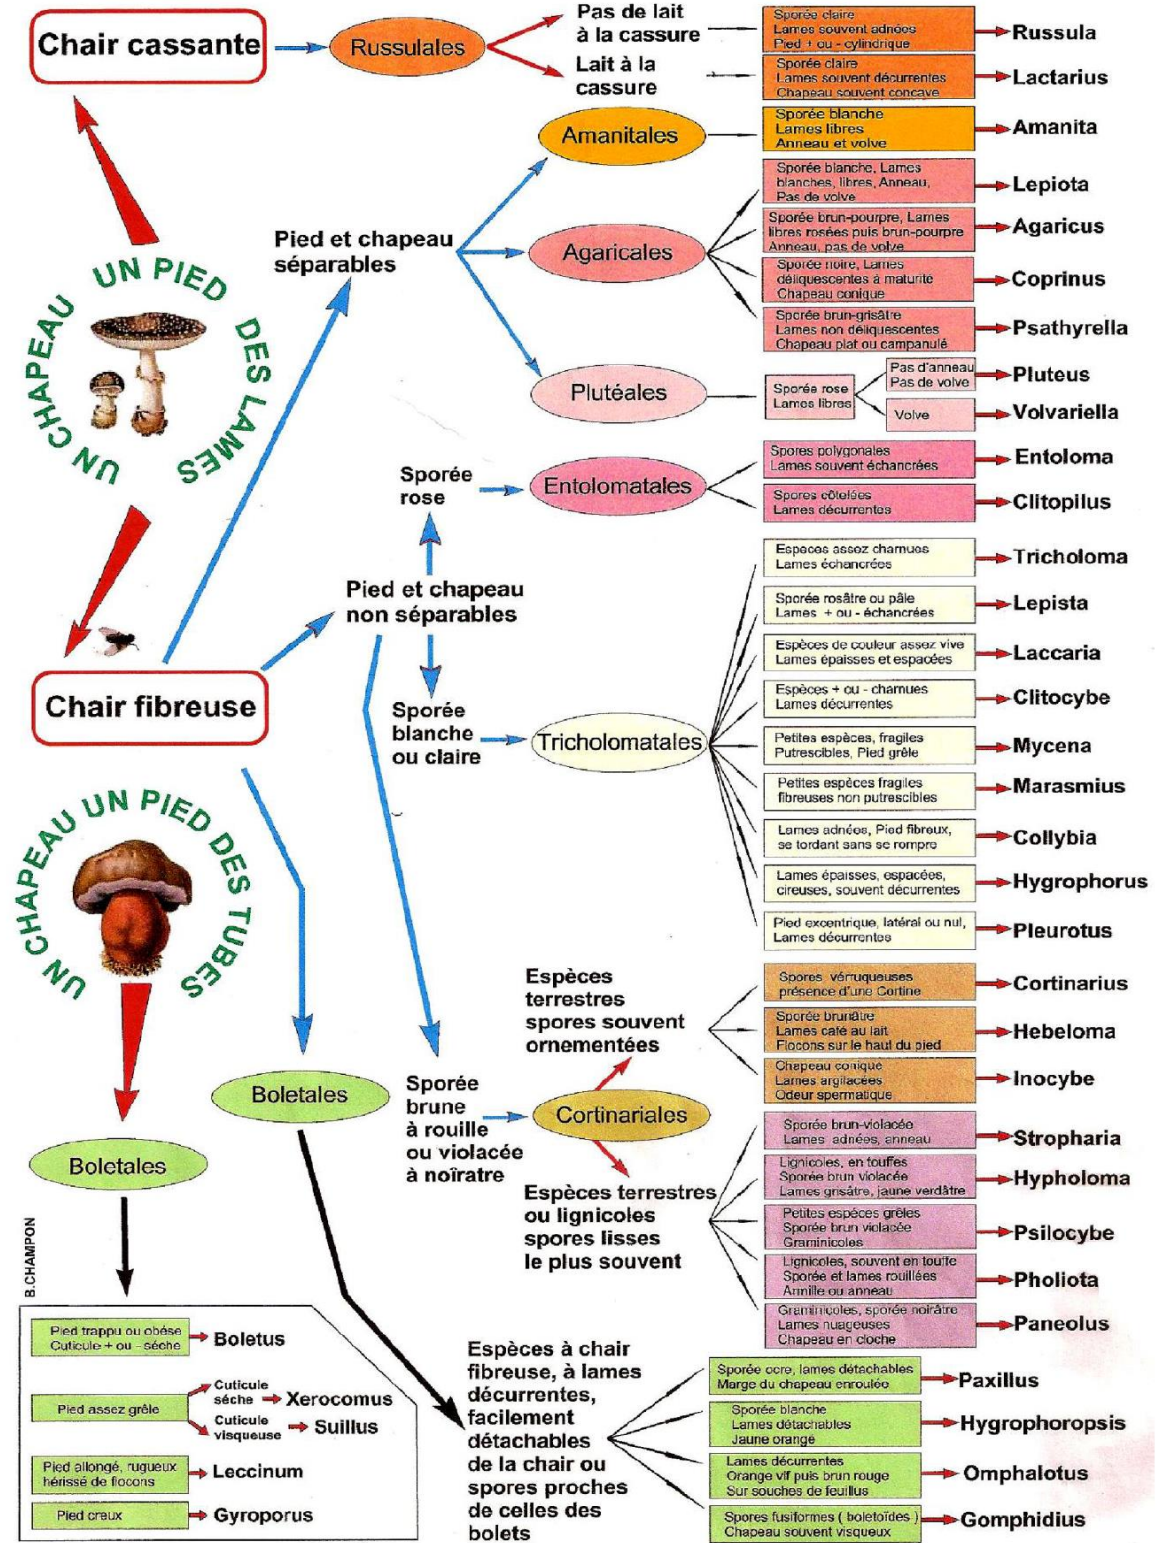 Chair cassante
Russulales
Pas de lait
à la cassure
Sporée claire
Lames souvent adnées
Pied + ou - cylindrique
Russula
Lait à la
cassure
Sporée claire
Lames souvent décurrentes
Chapeau souvent concave
Lactarius
Amanitales
Sporée blanche
Lames libres
Anneau et volve
Amanita
Pied et chapeau
séparables
Agaricales
Sporée blanche, Lames
blanches, libres, Anneau,
Pas de volve
Lepiota
Sporée brun-pourpre, Lames
libres rosées puis brun-pourpre
Anneau, pas de volve
Agaricus
Sporée noire, Lames
déliquescentes à maturité
Chapeau conique
Coprinus
Sporée brun-grisâtre
Lames non déliquescentes
Chapeau plat ou campanulé
Psathyrella
Plutéales
Sporée rose
Lames libres
Pas d'anneau
Pas de volve
Pluteus
Volve
Volvariella
UN CHAPEAU UN PIED DES LAMES
Sporée
rose
Entolomatales
Spores polygonales
Lames souvent échancrées
Entoloma
Spores côtelées
Lames décurrentes
Clitopilus
Pied et chapeau
non séparables
Chair fibreuse
Sporée
blanche
ou claire
Tricholomatales
Especes assez charnues
Lames échancrées
Tricholoma
Sporée rosâtre ou pâle
Lames + ou - échancrées
Lepista
Espèces de couleur assez vive
Lames épaisses et espacées
Laccaria
Espèces + ou - charnues
Lames décurrentes
Clitocybe
Petites espèces, fragiles
Putrescibles, Pied grêle
Mycena
Petites espèces fragiles
fibreuses non putrescibles
Marasmius
Lames adnées, Pied fibreux,
se tordant sans se rompre
Collybia
Lames épaisses, espacées,
cireuses, souvent décurrentes
Hygrophorus
Pied excentrique, latéral ou nul,
Lames décurrentes
Pleurotus
UN CHAPEAU UN PIED DES TUBES
Espèces
terrestres
spores souvent
ornementées
Spores vérruqueuses
présence d'une Cortine
Cortinarius
Sporée brunâtre
Lames café au lait
Flocons sur le haut du pied
Hebeloma
Chapeau conique
Lames argilacées
Odeur spermatique
Inocybe
Boletales
Sporée
brune
à rouille
ou violacée
à noïratre
Cortinariales
Espèces terrestres
ou lignicoles
spores lisses
le plus souvent
Sporée brun-violacée
Lames adnées, anneau
Stropharia
Lignicoles, en touffes
Sporée brun violacée
Lames grisâtre, jaune verdâtre
Hypholoma
Petites espéces grêles
Sporée brun violacée
Graminicoles
Psilocybe
Lignicoles, souvent en touffe
Sporée et lames rouillées
Armille ou anneau
Pholiota
Graminicoles, sporée noirâtre
Lames nuageuses
Chapeau en cloche
Paneolus
Boletales
B.CHAMPON
Pied trappu ou obése
Cuticule + ou - séche
Boletus
Pied assez grêle
Cuticule
séche
Xerocomus
Cuticule
visqueuse
Suillus
Pied allongé, rugueux
hérissé de flocons
Leccinum
Pied creux
Gyroporus
Espèces à chair
fibreuse, à lames
décurrentes,
facilement
détachables
de la chair ou
spores proches
de celles des
bolets
Sporée ocre, lames détachables
Marge du chapeau enroulée
Paxillus
Sporée blanche
Lames détachables
Jaune orangé
Hygrophoropsis
Lames décurrentes
Orange vif puis brun rouge
Sur souches de feuillus
Omphalotus
Spores fusiformes ( boletoïdes )
Chapeau souvent visqueux
Gomphidius